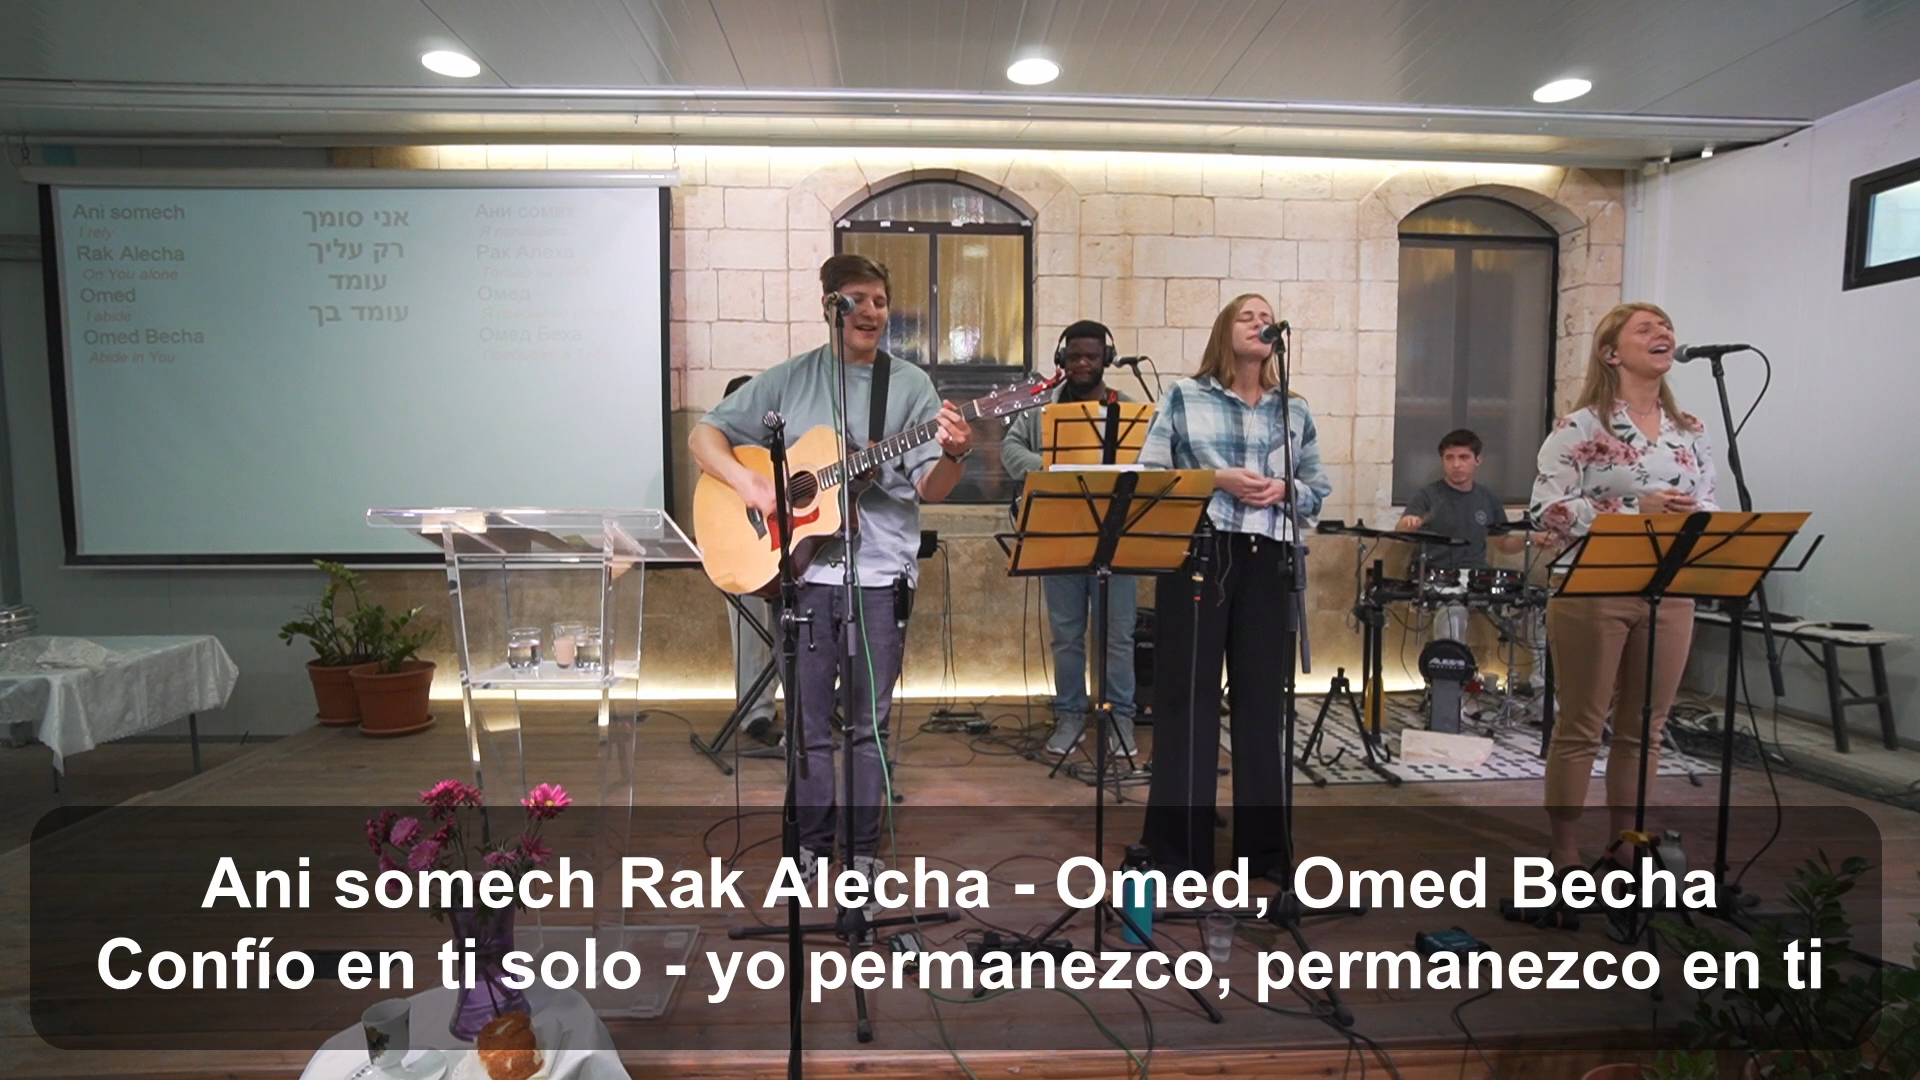 Ani somech
I rely
Rak Alecha
On You alone
Omed
I abide
Omed Becha
Abide in You
אני סומך
רק עליך
עומד
עומד בך
Ани сомех
Рак Алеха
Омед
Омед Беха
ALESIS
Ani somech Rak Alecha - Omed, Omed Becha
Confío en ti solo - yo permanezco, permanezco en ti